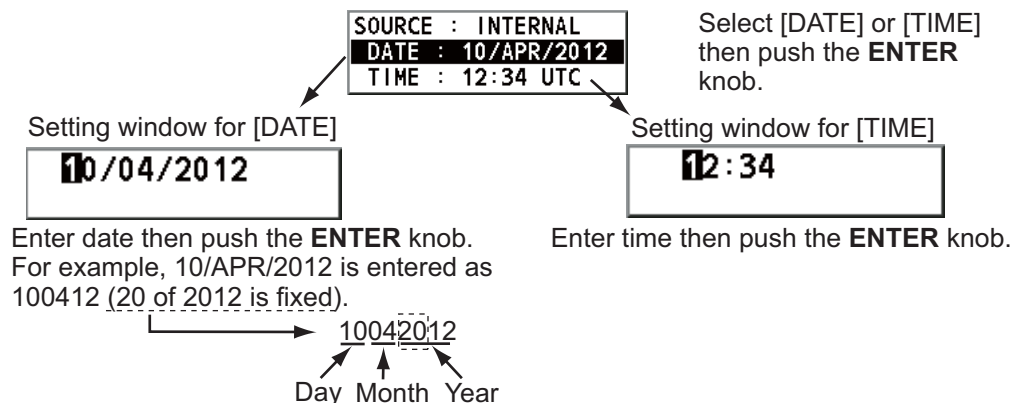 SOURCE : INTERNAL
DATE : 10/APR/2012
TIME : 12:34 UTC
Select [DATE] or [TIME]
then push the ENTER
knob.
Setting window for [DATE]
10/04/2012
Enter date then push the ENTER knob.
For example, 10/APR/2012 is entered as
100412 (20 of 2012 is fixed).
10042012
Day Month Year
Setting window for [TIME]
12:34
Enter time then push the ENTER knob.